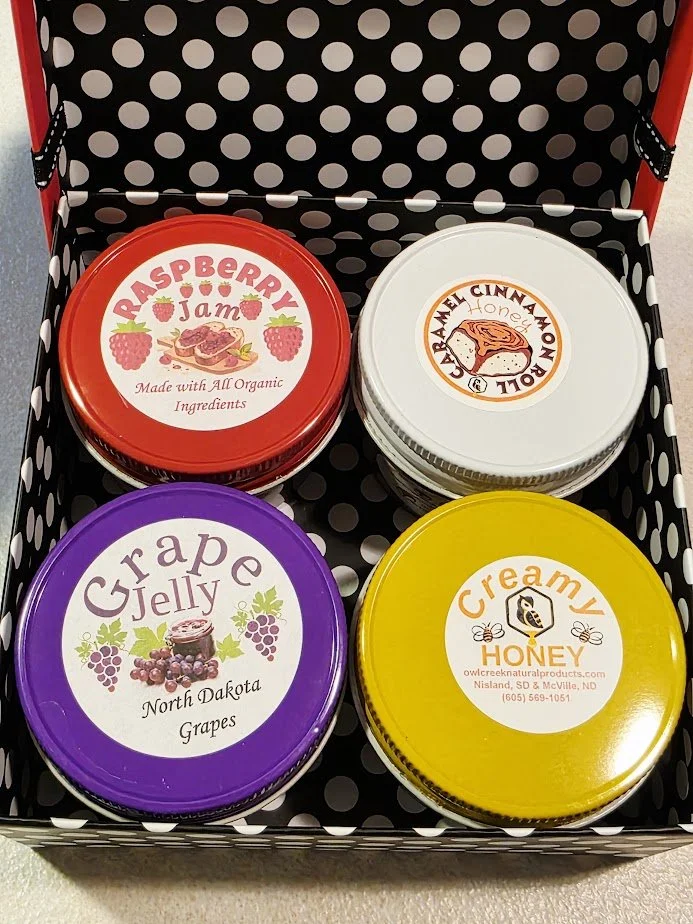 RASPBERRY
Jam
Made with All Organic
Ingredients
CARAMEL CINNAMON ROLL
Honey
Grape
Jelly
North Dakota
Grapes
Creamy
HONEY
owlcreeknaturalproducts.com
Nisland, SD & McVille, ND
(605) 569-1051